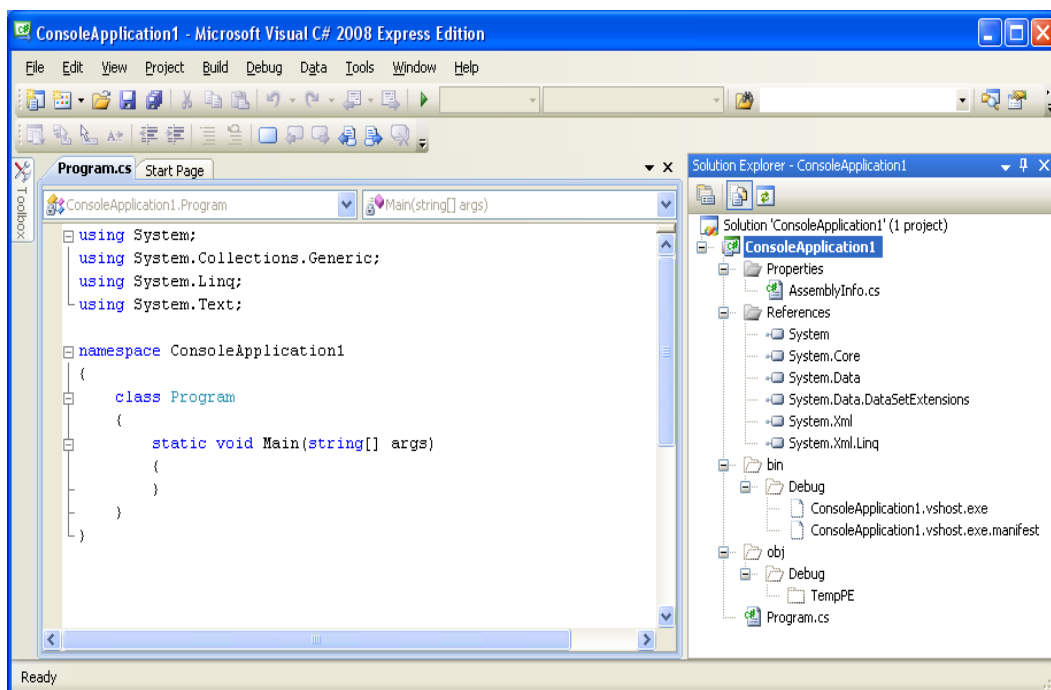 ConsoleApplication1 - Microsoft Visual C# 2008 Express Edition
File Edit View Project Build Debug Data Tools Window Help
Toolbox
Program.cs Start Page
ConsoleApplication1.Program Main(string[] args)
using System;
using System.Collections.Generic;
using System.Linq;
using System.Text;
namespace ConsoleApplication1
{
class Program
{
static void Main(string[] args)
{
}
}
}
Solution Explorer - ConsoleApplication1
Solution 'ConsoleApplication1' (1 project)
ConsoleApplication1
Properties
AssemblyInfo.cs
References
System
System.Core
System.Data
System.Data.DataSetExtensions
System.Xml
System.Xml.Linq
bin
Debug
ConsoleApplication1.vshost.exe
ConsoleApplication1.vshost.exe.manifest
obj
Debug
TempPE
Program.cs
Ready